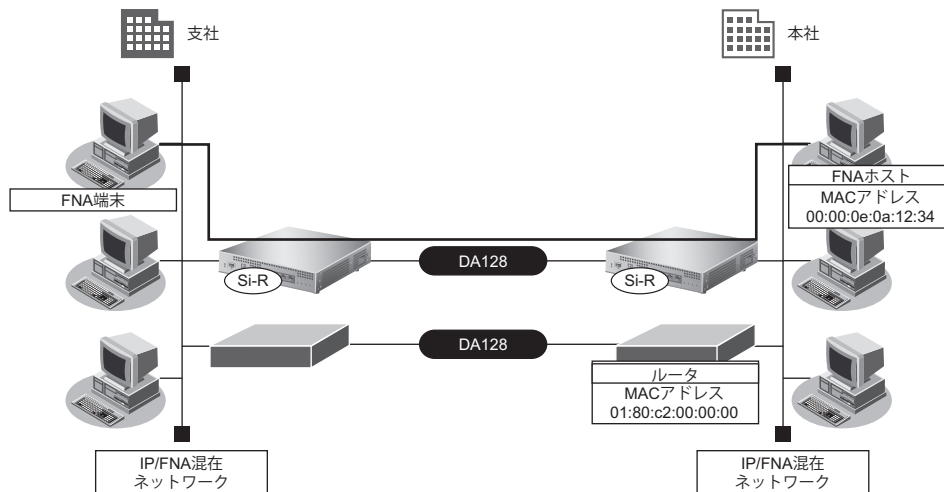 支社
本社
FNA端末
FNAホスト
MACアドレス
00:00:0e:0a:12:34
Si-R
DA128
Si-R
DA128
ルータ
MACアドレス
01:80:c2:00:00:00
IP/FNA混在
ネットワーク
IP/FNA混在
ネットワーク